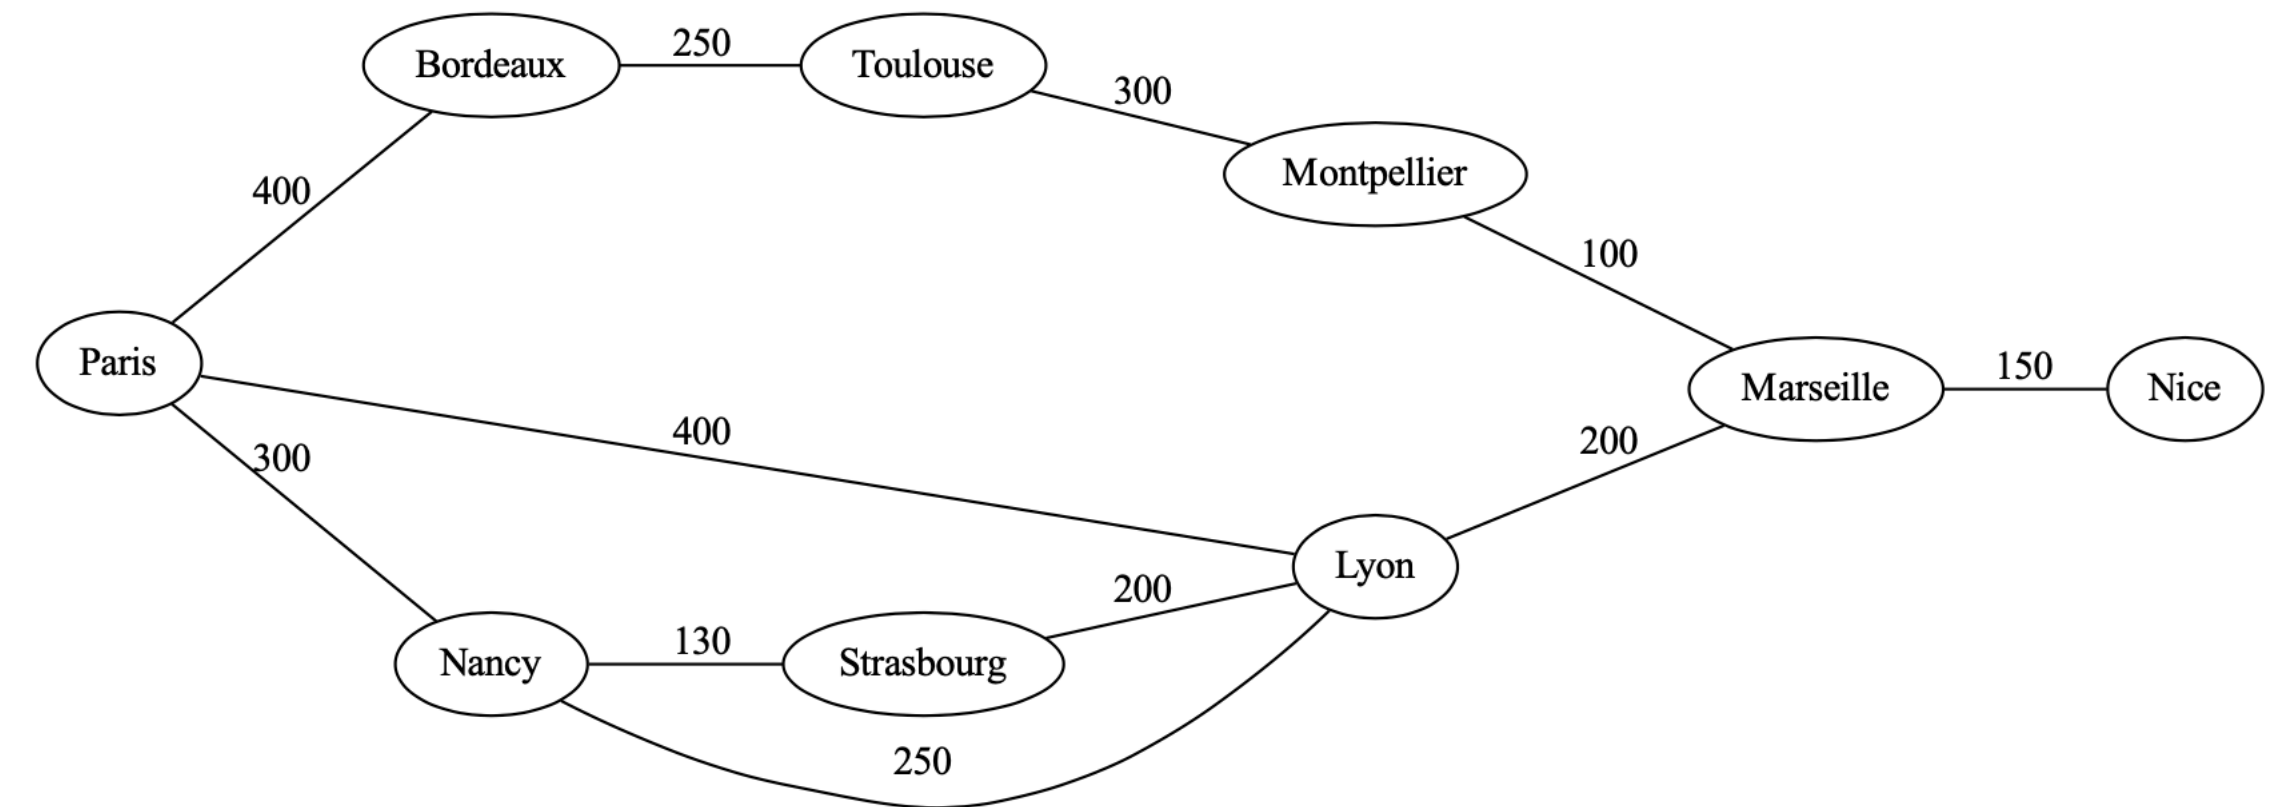 250
Bordeaux
Toulouse
300
Montpellier
400
100
Paris
150
Marseille
Nice
400
200
300
Lyon
200
130
Nancy
Strasbourg
250